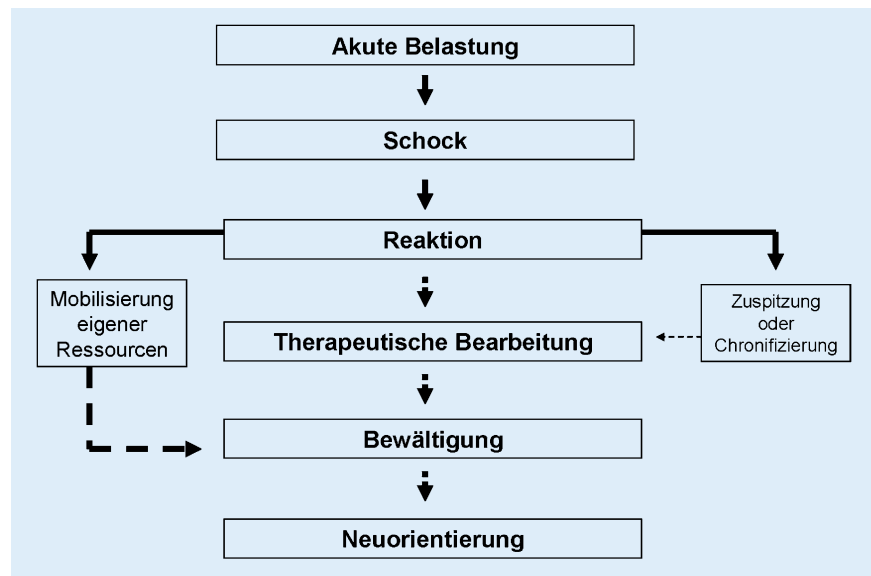 Akute Belastung
Schock
Reaktion
Mobilisierung
eigener
Ressourcen
Zuspitzung
oder
Chronifizierung
Therapeutische Bearbeitung
Bewältigung
Neuorientierung